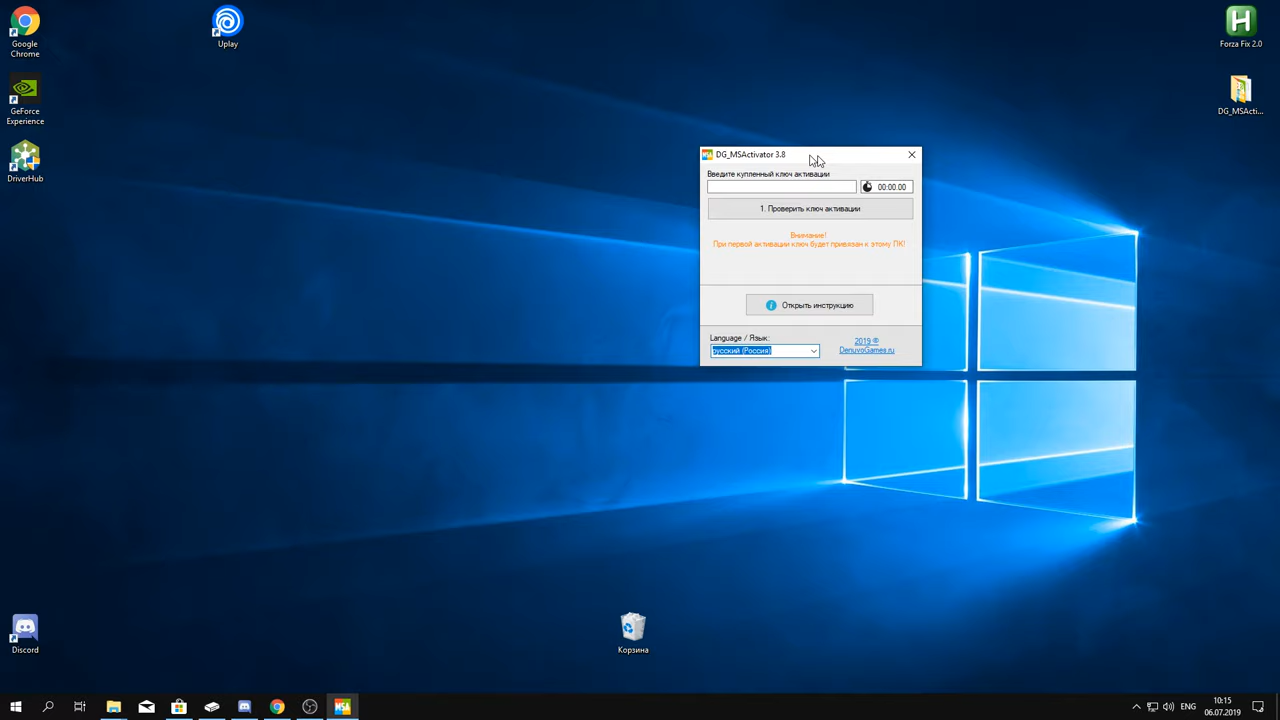 Google
Chrome
Uplay
Forza Fix 2.0
GeForce
Experience
DG_MSActi...
DriverHub
MSA
DG_MSActivator 3.8
Введите купленный ключ активации
00:00.00
1. Проверить ключ активации
Внимание!
При первой активации ключ будет привязан к этому ПК!
Открыть инструкцию
Language / Язык:
русский (Россия)
2019 ©
DenuvoGames.ru
Discord
Корзина
MSA
10:15
06.07.2019